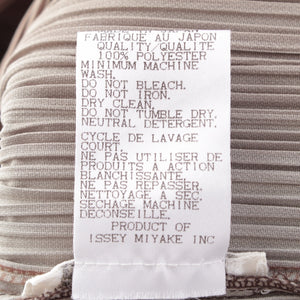 FABRIQUE AU JAPON
QUALITY/QUALITE
100% POLYESTER
MINIMUM MACHINE
WASH.
DO NOT BLEACH.
DO NOT IRON.
DRY CLEAN.
DO NOT TUMBLE DRY.
NEUTRAL DETERGENT.
CYCLE DE LAVAGE
COURT.
NE PAS UTILISER DE
PRODUITS A ACTION
BLANCHISSANTE.
NE PAS REPASSER.
NETTOYAGE A SEC.
SECHAGE MACHINE
DECONSEILLE.
PRODUCT OF
ISSEY MIYAKE INC